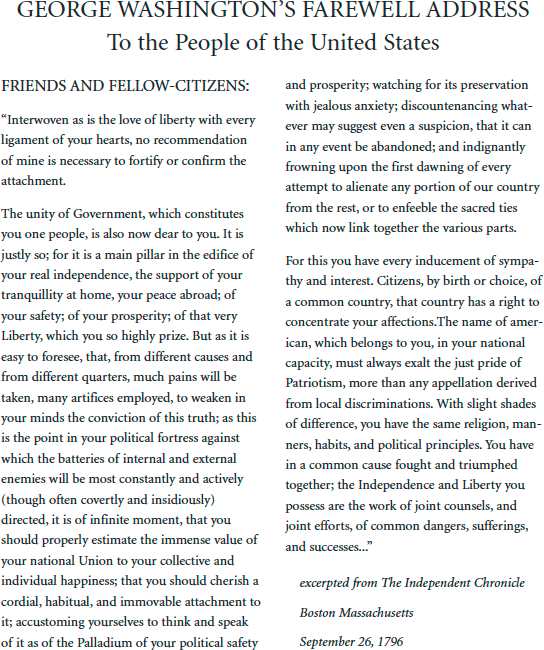 GEORGE WASHINGTON’S FAREWELL ADDRESS
To the People of the United States
FRIENDS AND FELLOW-CITIZENS:
“Interwoven as is the love of liberty with every
ligament of your hearts, no recommendation
of mine is necessary to fortify or confirm the
attachment.
The unity of Government, which constitutes
you one people, is also now dear to you. It is
justly so; for it is a main pillar in the edifice of
your real independence, the support of your
tranquillity at home, your peace abroad; of
your safety; of your prosperity; of that very
Liberty, which you so highly prize. But as it is
easy to foresee, that, from different causes and
from different quarters, much pains will be
taken, many artifices employed, to weaken in
your minds the conviction of this truth; as this
is the point in your political fortress against
which the batteries of internal and external
enemies will be most constantly and actively
(though often covertly and insidiously)
directed, it is of infinite moment, that you
should properly estimate the immense value of
your national Union to your collective and
individual happiness; that you should cherish a
cordial, habitual, and immovable attachment to
it; accustoming yourselves to think and speak
of it as of the Palladium of your political safety
and prosperity; watching for its preservation
with jealous anxiety; discountenancing what-
ever may suggest even a suspicion, that it can
in any event be abandoned; and indignantly
frowning upon the first dawning of every
attempt to alienate any portion of our country
from the rest, or to enfeeble the sacred ties
which now link together the various parts.
For this you have every inducement of sympa-
thy and interest. Citizens, by birth or choice, of
a common country, that country has a right to
concentrate your affections.The name of amer-
ican, which belongs to you, in your national
capacity, must always exalt the just pride of
Patriotism, more than any appellation derived
from local discriminations. With slight shades
of difference, you have the same religion, man-
ners, habits, and political principles. You have
in a common cause fought and triumphed
together; the Independence and Liberty you
possess are the work of joint counsels, and
joint efforts, of common dangers, sufferings,
and successes...”
excerpted from The Independent Chronicle
Boston Massachusetts
September 26, 1796